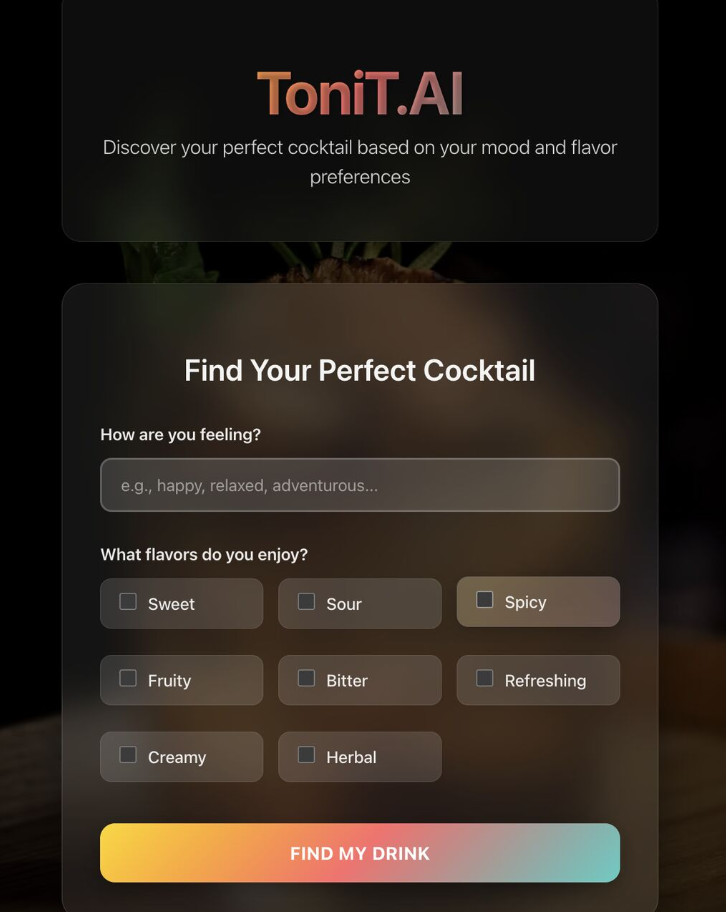 ToniT.AI
Discover your perfect cocktail based on your mood and flavor
preferences
Find Your Perfect Cocktail
How are you feeling?
e.g., happy, relaxed, adventurous...
What flavors do you enjoy?
Sweet
Sour
Spicy
Fruity
Bitter
Refreshing
Creamy
Herbal
FIND MY DRINK